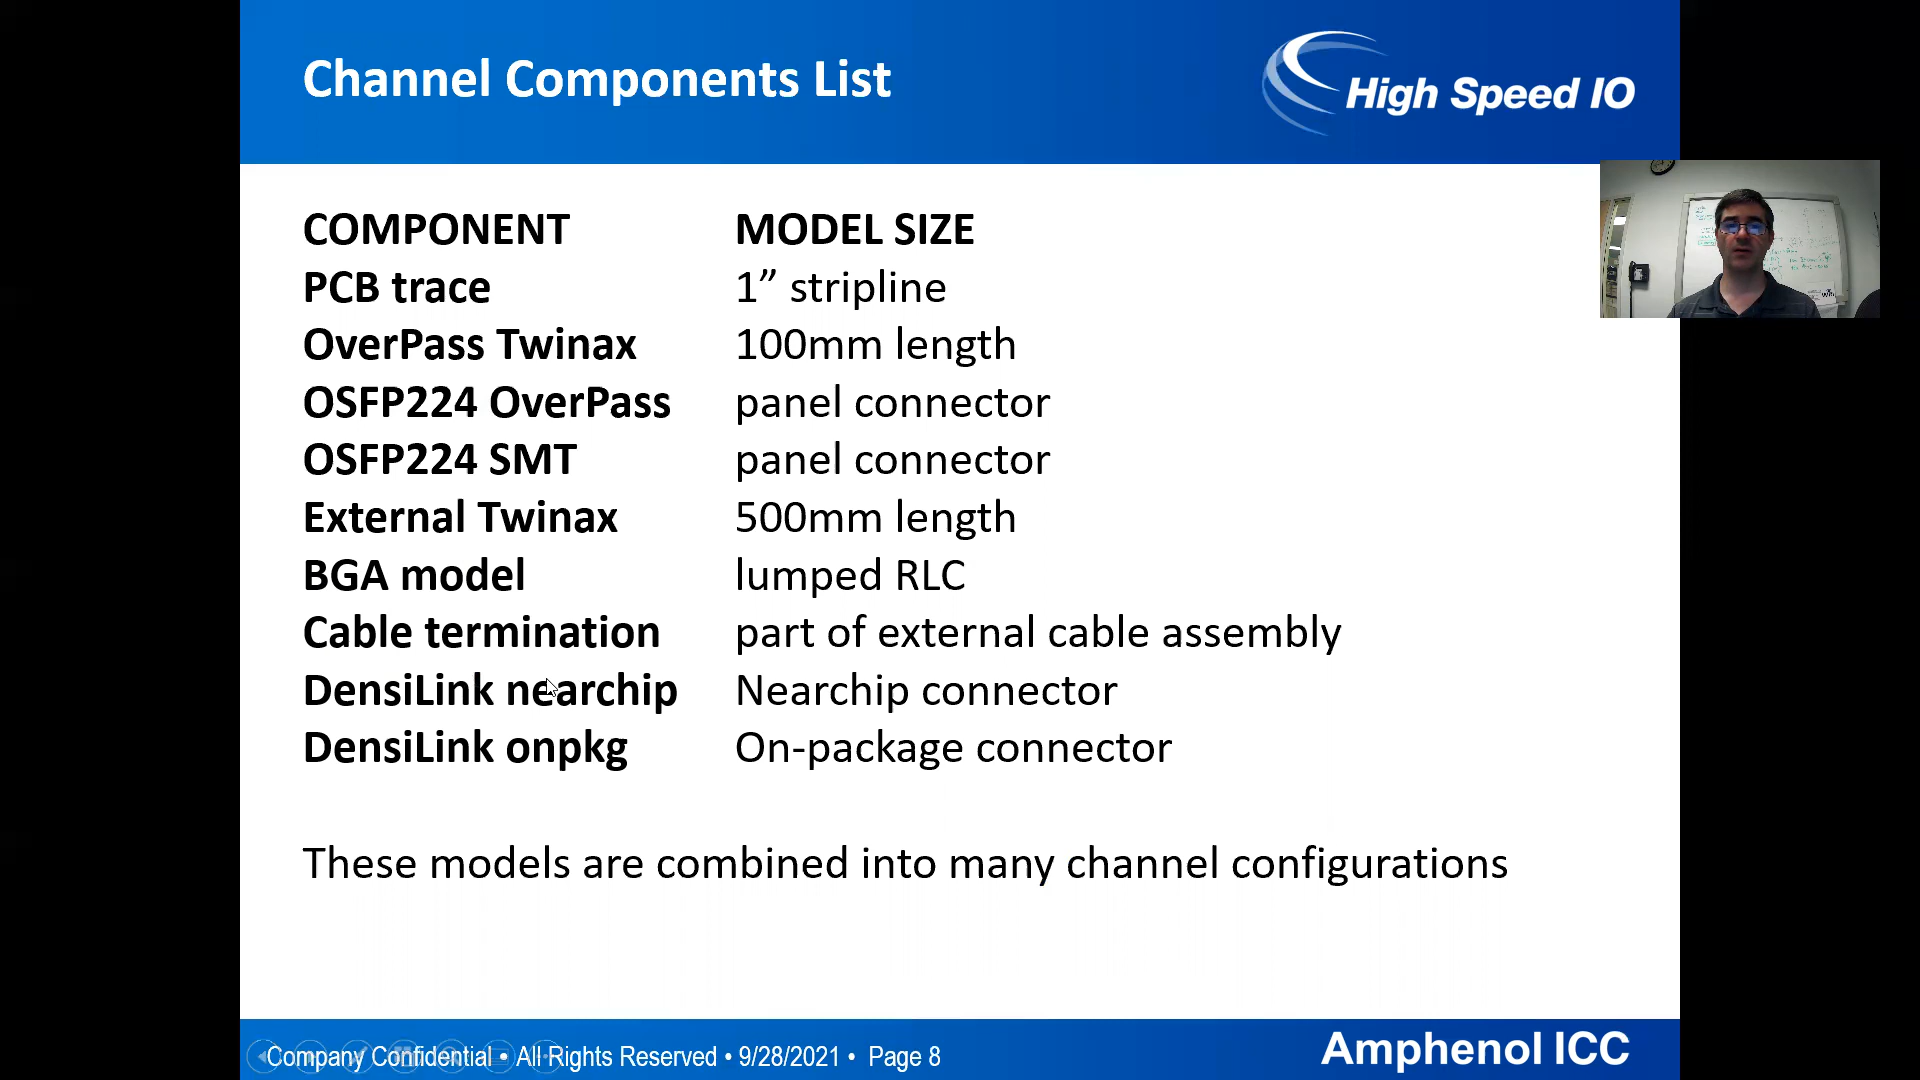 Channel Components List
High Speed IO
COMPONENT MODEL SIZE
PCB trace 1” stripline
OverPass Twinax 100mm length
OSFP224 OverPass panel connector
OSFP224 SMT panel connector
External Twinax 500mm length
BGA model lumped RLC
Cable termination part of external cable assembly
DensiLink nearchip Nearchip connector
DensiLink onpkg On-package connector
These models are combined into many channel configurations
Company Confidential • All Rights Reserved • 9/28/2021 • Page 8
Amphenol ICC